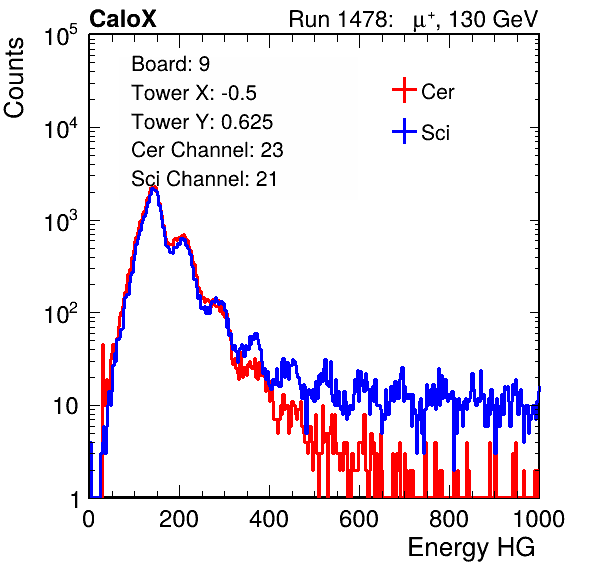 CaloX Run 1478: μ⁺, 130 GeV
Counts
Board: 9
Tower X: -0.5
Tower Y: 0.625
Cer Channel: 23
Sci Channel: 21
Cer
Sci
10⁵
10⁴
10³
10²
10
1
0 200 400 600 800 1000
Energy HG